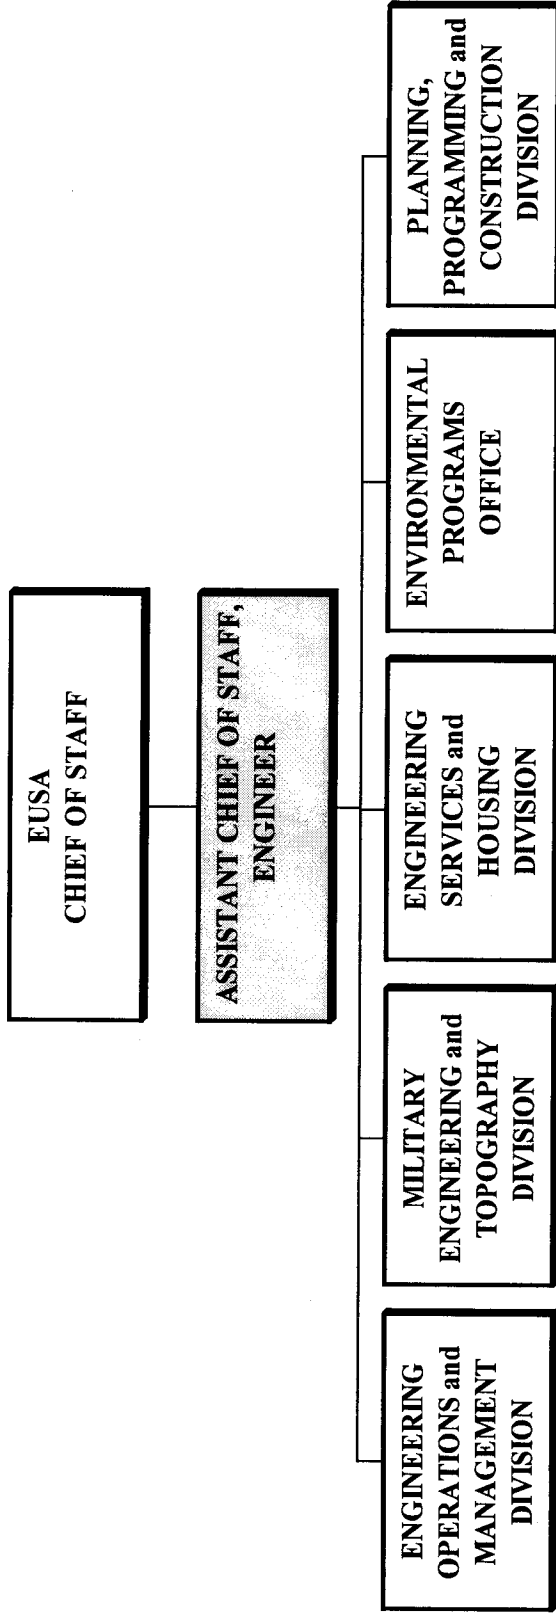 EUSA
CHIEF OF STAFF
ASSISTANT CHIEF OF STAFF,
ENGINEER
ENGINEERING
OPERATIONS and
MANAGEMENT
DIVISION
MILITARY
ENGINEERING and
TOPOGRAPHY
DIVISION
ENGINEERING
SERVICES and
HOUSING
DIVISION
ENVIRONMENTAL
PROGRAMS
OFFICE
PLANNING,
PROGRAMMING and
CONSTRUCTION
DIVISION